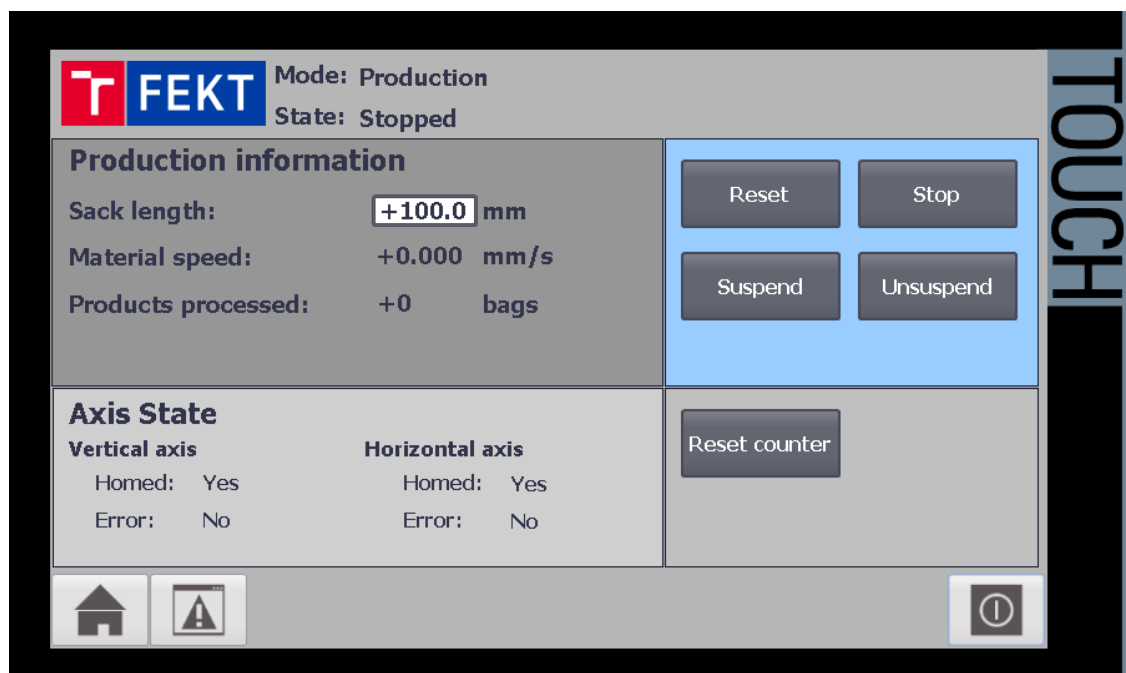 T FEKT
Mode: Production
State: Stopped
Production information
Sack length: +100.0 mm
Material speed: +0.000 mm/s
Products processed: +0 bags
Reset Stop
Suspend Unsuspend
Axis State
Vertical axis Horizontal axis
Homed: Yes Homed: Yes
Error: No Error: No
Reset counter
TOUCH